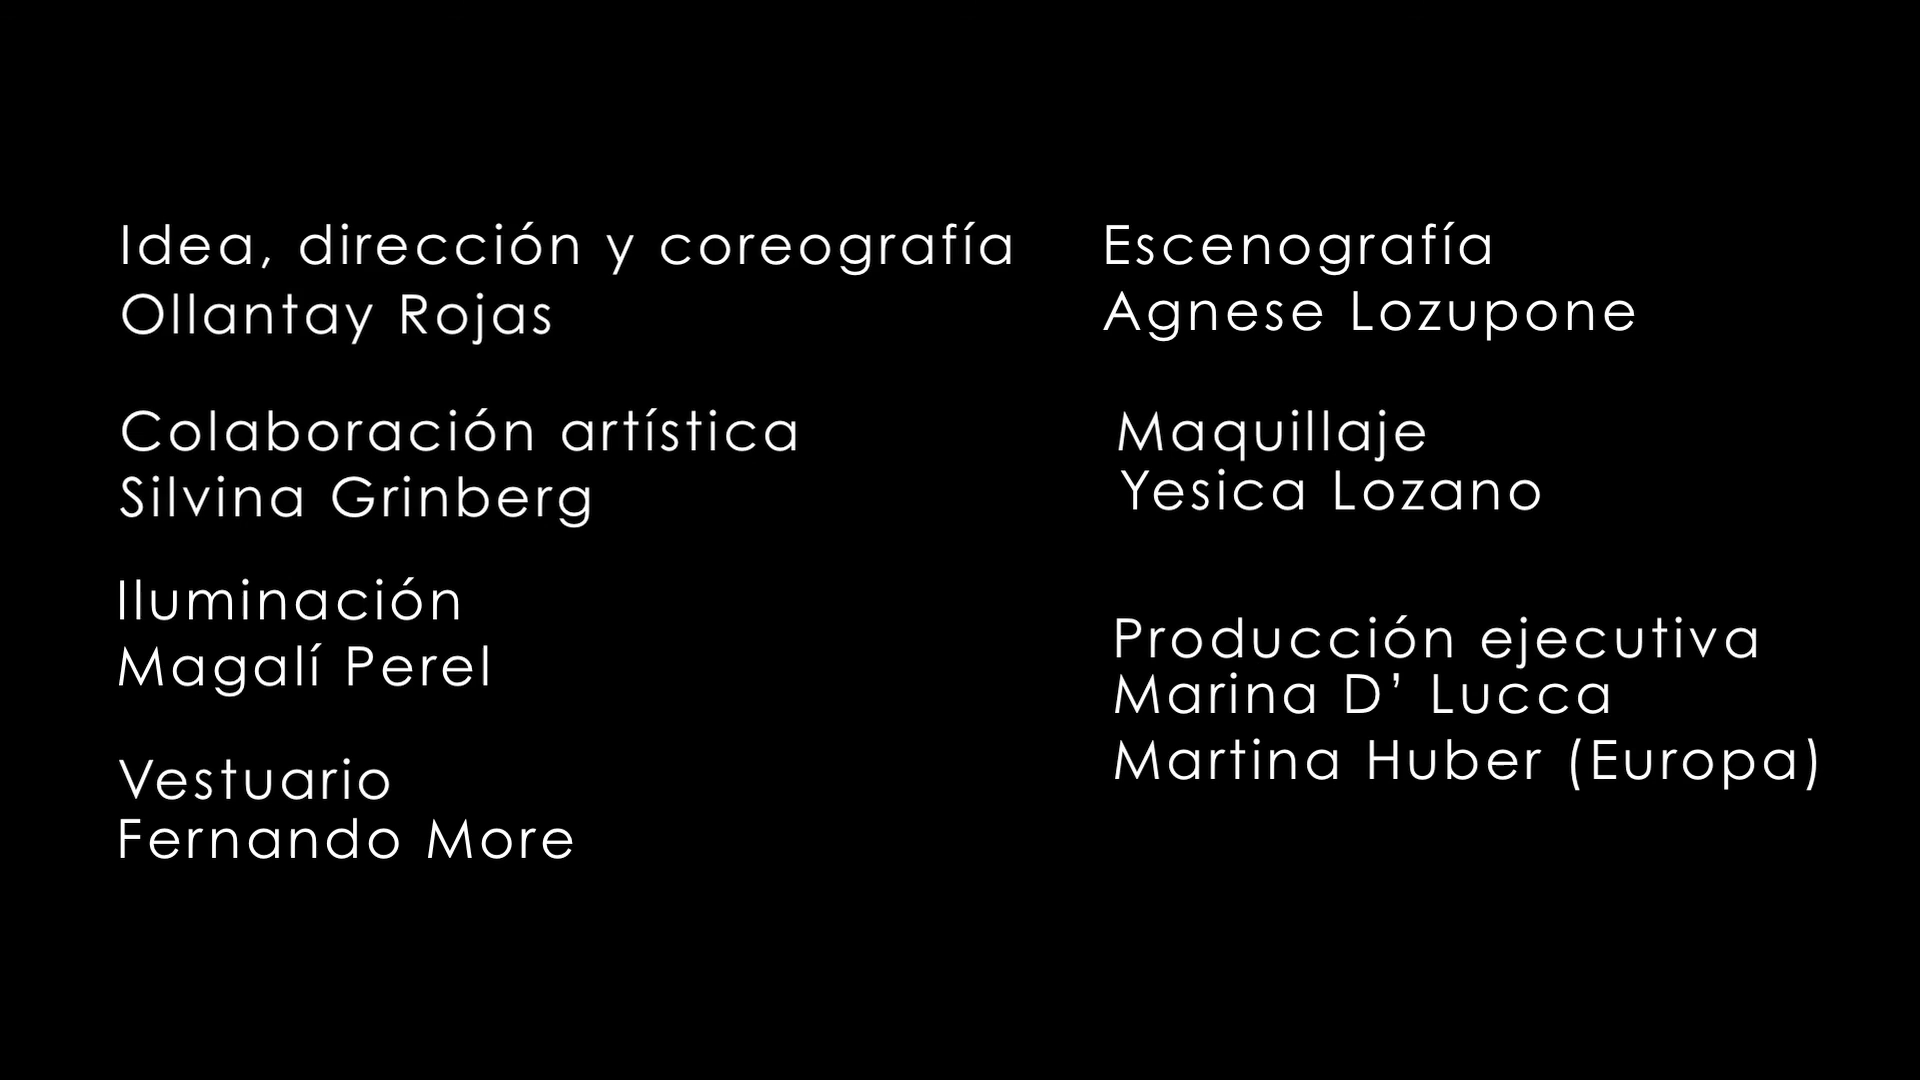 Idea, dirección y coreografía
Ollantay Rojas
Colaboración artística
Silvina Grinberg
Iluminación
Magalí Perel
Vestuario
Fernando More
Escenografía
Agnese Lozupone
Maquillaje
Yesica Lozano
Producción ejecutiva
Marina D’ Lucca
Martina Huber (Europa)